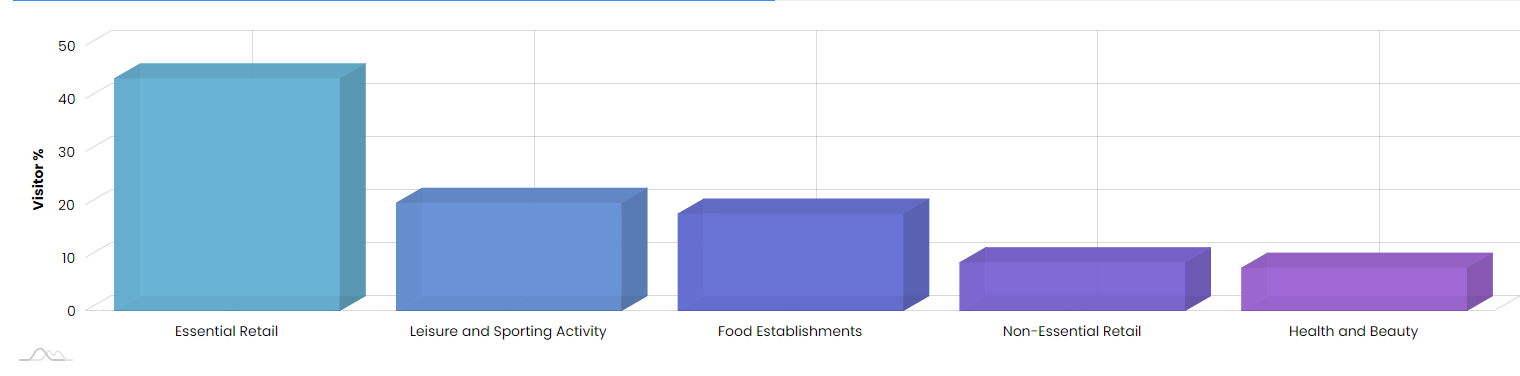 Visitor %
50
40
30
20
10
0
Essential Retail
Leisure and Sporting Activity
Food Establishments
Non-Essential Retail
Health and Beauty